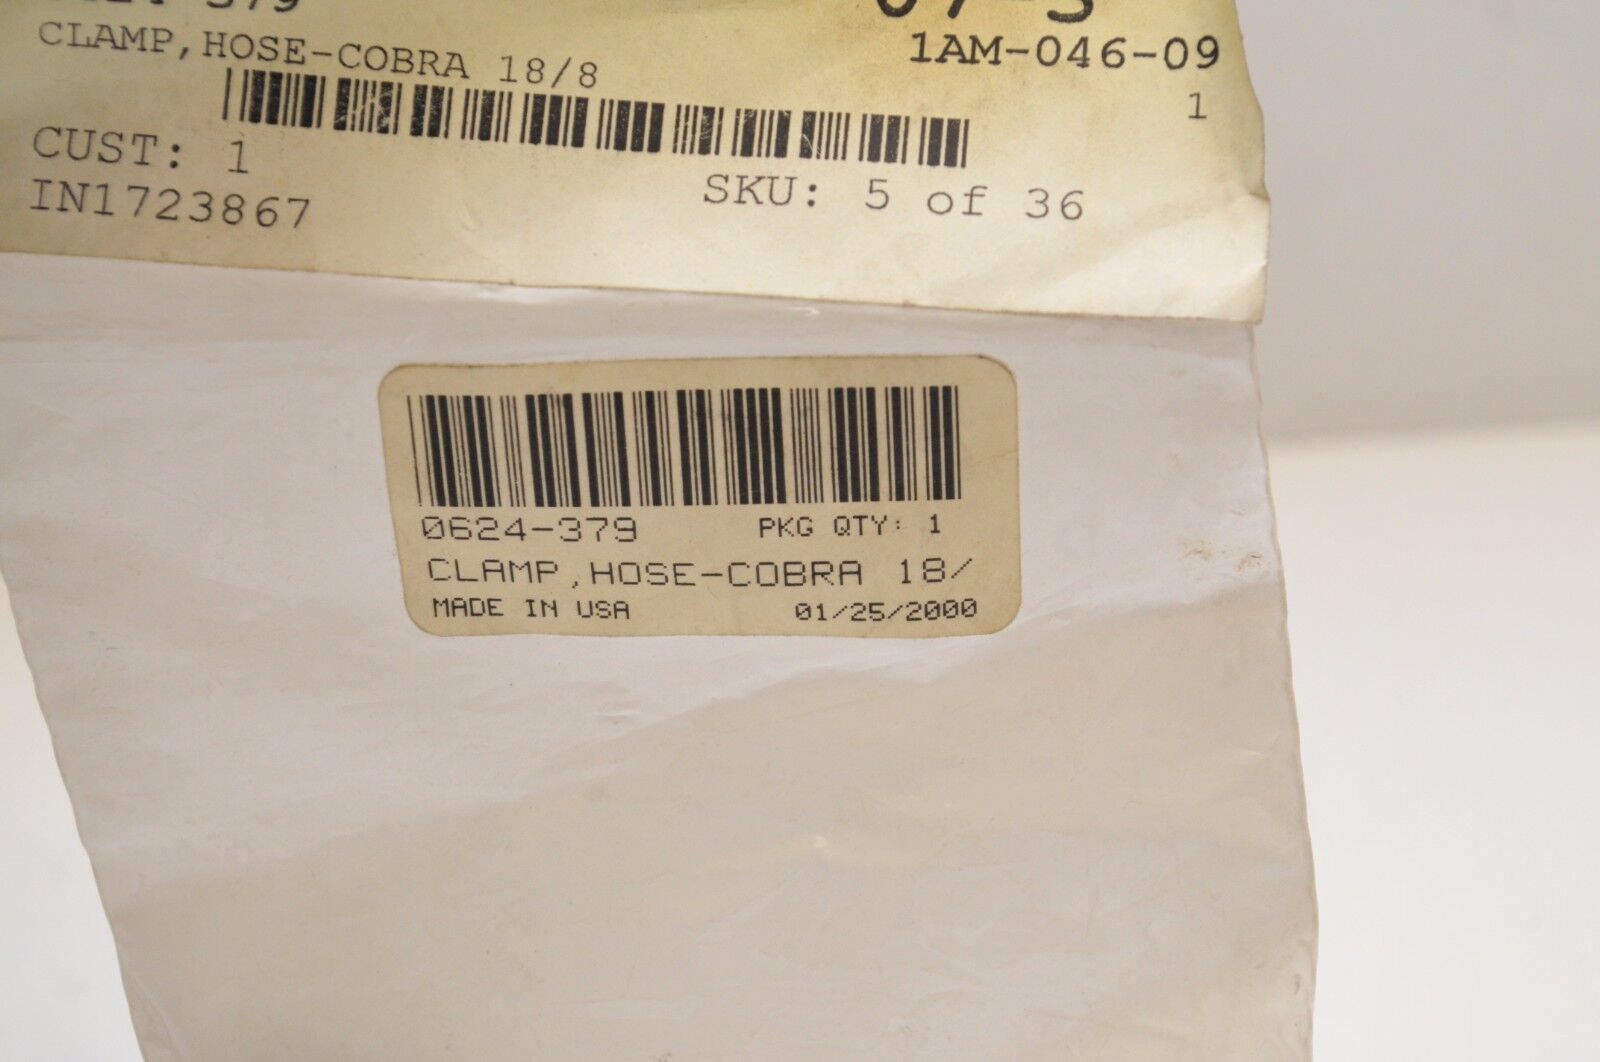 379
CLAMP,HOSE-COBRA 18/8
1AM-046-09
1
CUST: 1
SKU: 5 of 36
IN1723867
0624-379 PKG QTY: 1
CLAMP,HOSE-COBRA 18/
MADE IN USA 01/25/2000